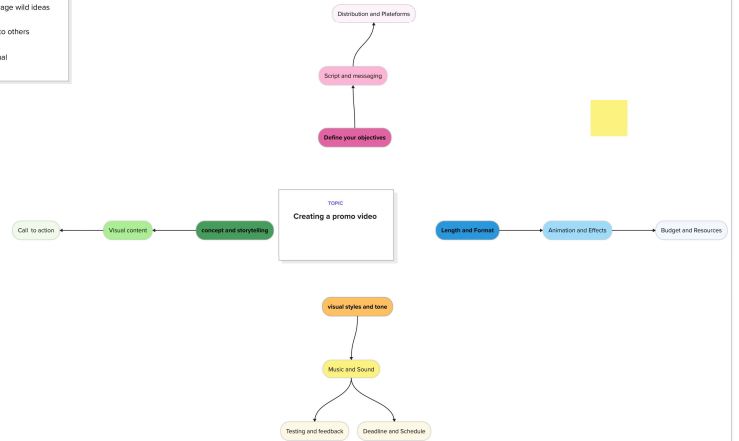 age wild ideas
to others
Distribution and Plateforms
Script and messaging
Define your objectives
TOPIC
Creating a promo video
Call to action
Visual content
concept and storytelling
Length and Format
Animation and Effects
Budget and Resources
visual styles and tone
Music and Sound
Testing and feedback
Deadline and Schedule